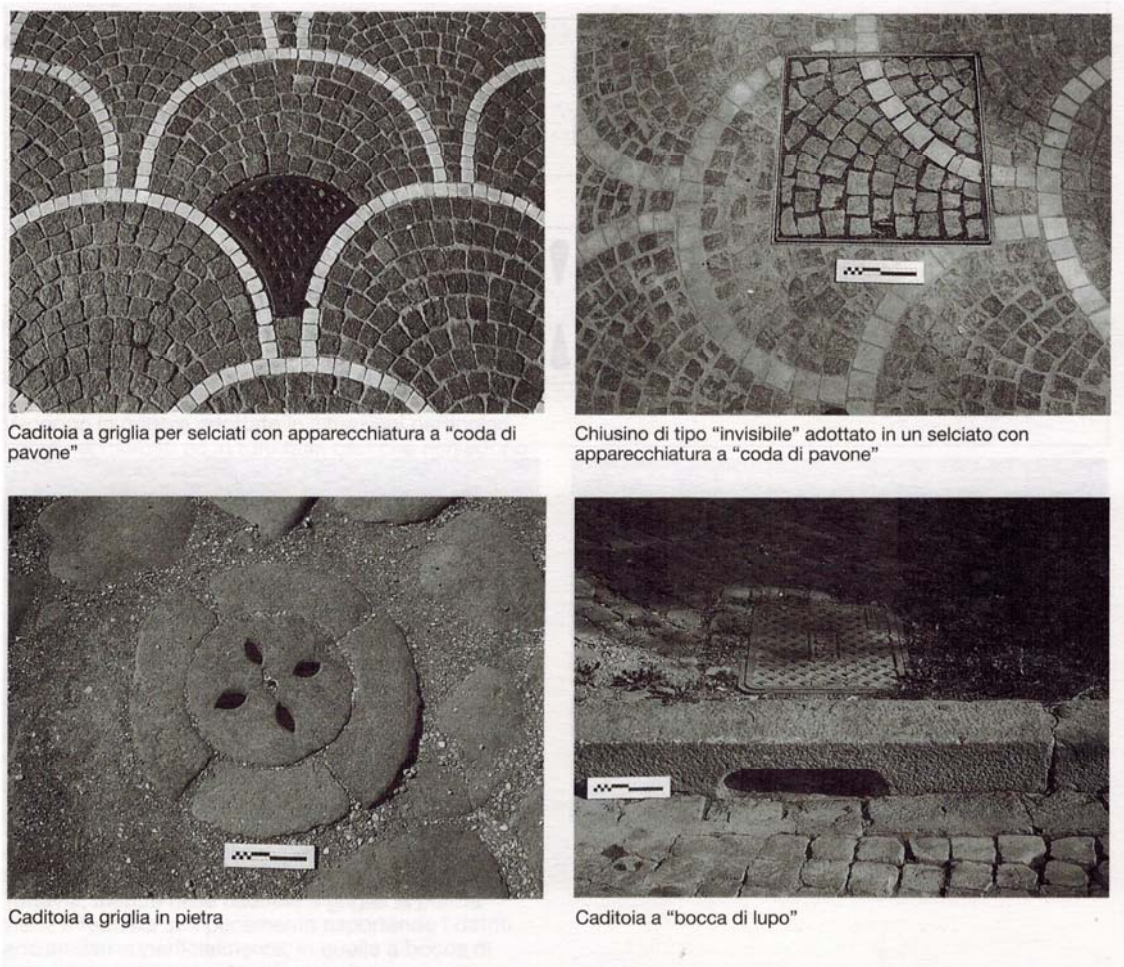 Caditoia a griglia per selciati con apparecchiatura a “coda di
pavone”
Chiusino di tipo “invisibile” adottato in un selciato con
apparecchiatura a “coda di pavone”
Caditoia a griglia in pietra
Caditoia a “bocca di lupo”